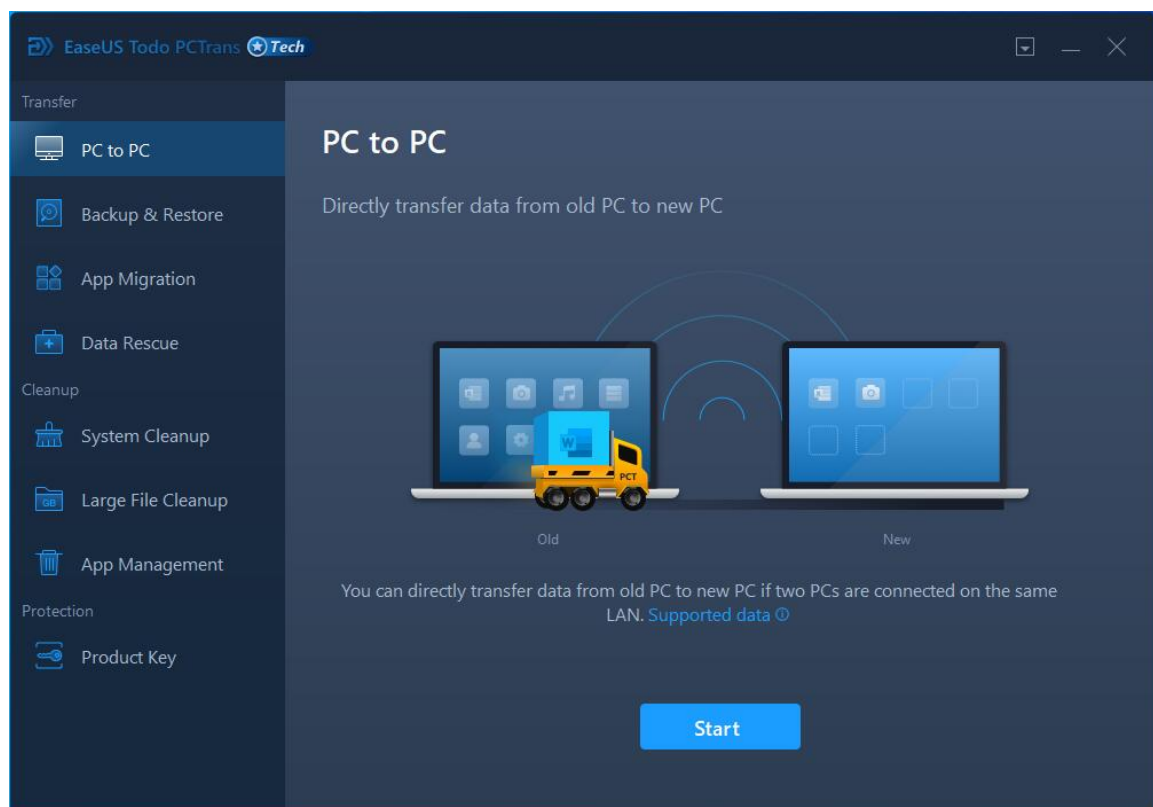 EaseUS Todo PCTrans Tech
Transfer
PC to PC
Backup & Restore
App Migration
Data Rescue
Cleanup
System Cleanup
GB
Large File Cleanup
App Management
Protection
Product Key
PC to PC
Directly transfer data from old PC to new PC
W
PCT
Old
New
You can directly transfer data from old PC to new PC if two PCs are connected on the same
LAN. Supported data
Start